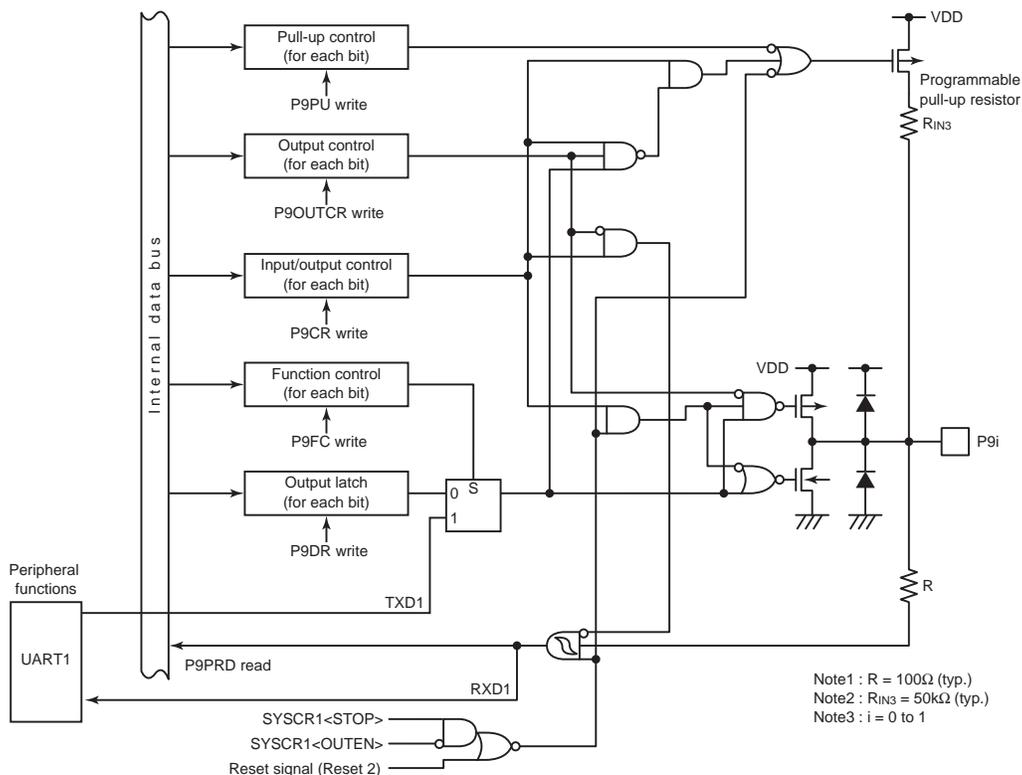 VDD
Pull-up control
(for each bit)
P9PU write
Programmable
pull-up resistor
RIN3
Output control
(for each bit)
P9OUTCR write
Internal data bus
Input/output control
(for each bit)
P9CR write
Function control
(for each bit)
P9FC write
VDD
P9i
Output latch
(for each bit)
P9DR write
S
0
1
Peripheral
functions
UART1
TXD1
R
P9PRD read
RXD1
SYSCR1<STOP>
SYSCR1<OUTEN>
Reset signal (Reset 2)
Note1 : R = 100Ω (typ.)
Note2 : RIN3 = 50kΩ (typ.)
Note3 : i = 0 to 1